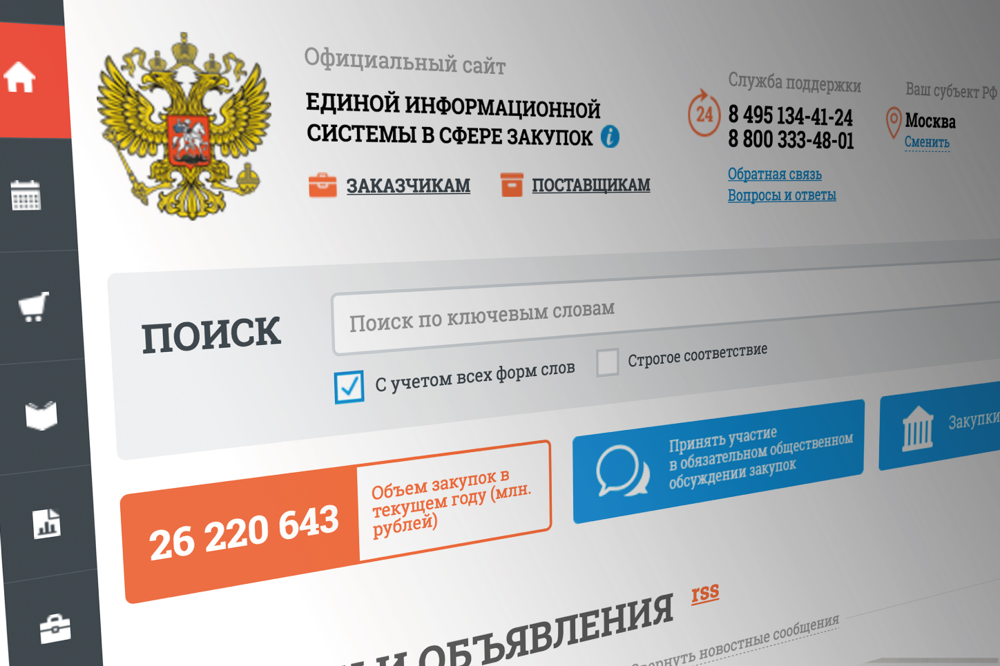 Официальный сайт
ЕДИНОЙ ИНФОРМАЦИОННОЙ
СИСТЕМЫ В СФЕРЕ ЗАКУПОК i
ЗАКАЗЧИКАМ ПОСТАВЩИКАМ
24
Служба поддержки
8 495 134-41-24
8 800 333-48-01
Обратная связь
Вопросы и ответы
Ваш субъект РФ
Москва
Сменить
ПОИСК
Поиск по ключевым словам
С учетом всех форм слов
Строгое соответствие
26 220 643
Объем закупок в
текущем году (млн.
рублей)
Принять участие
в обязательном общественном
обсуждении закупок
Закупки
И ОБЪЯВЛЕНИЯ rss
новостные сообщения